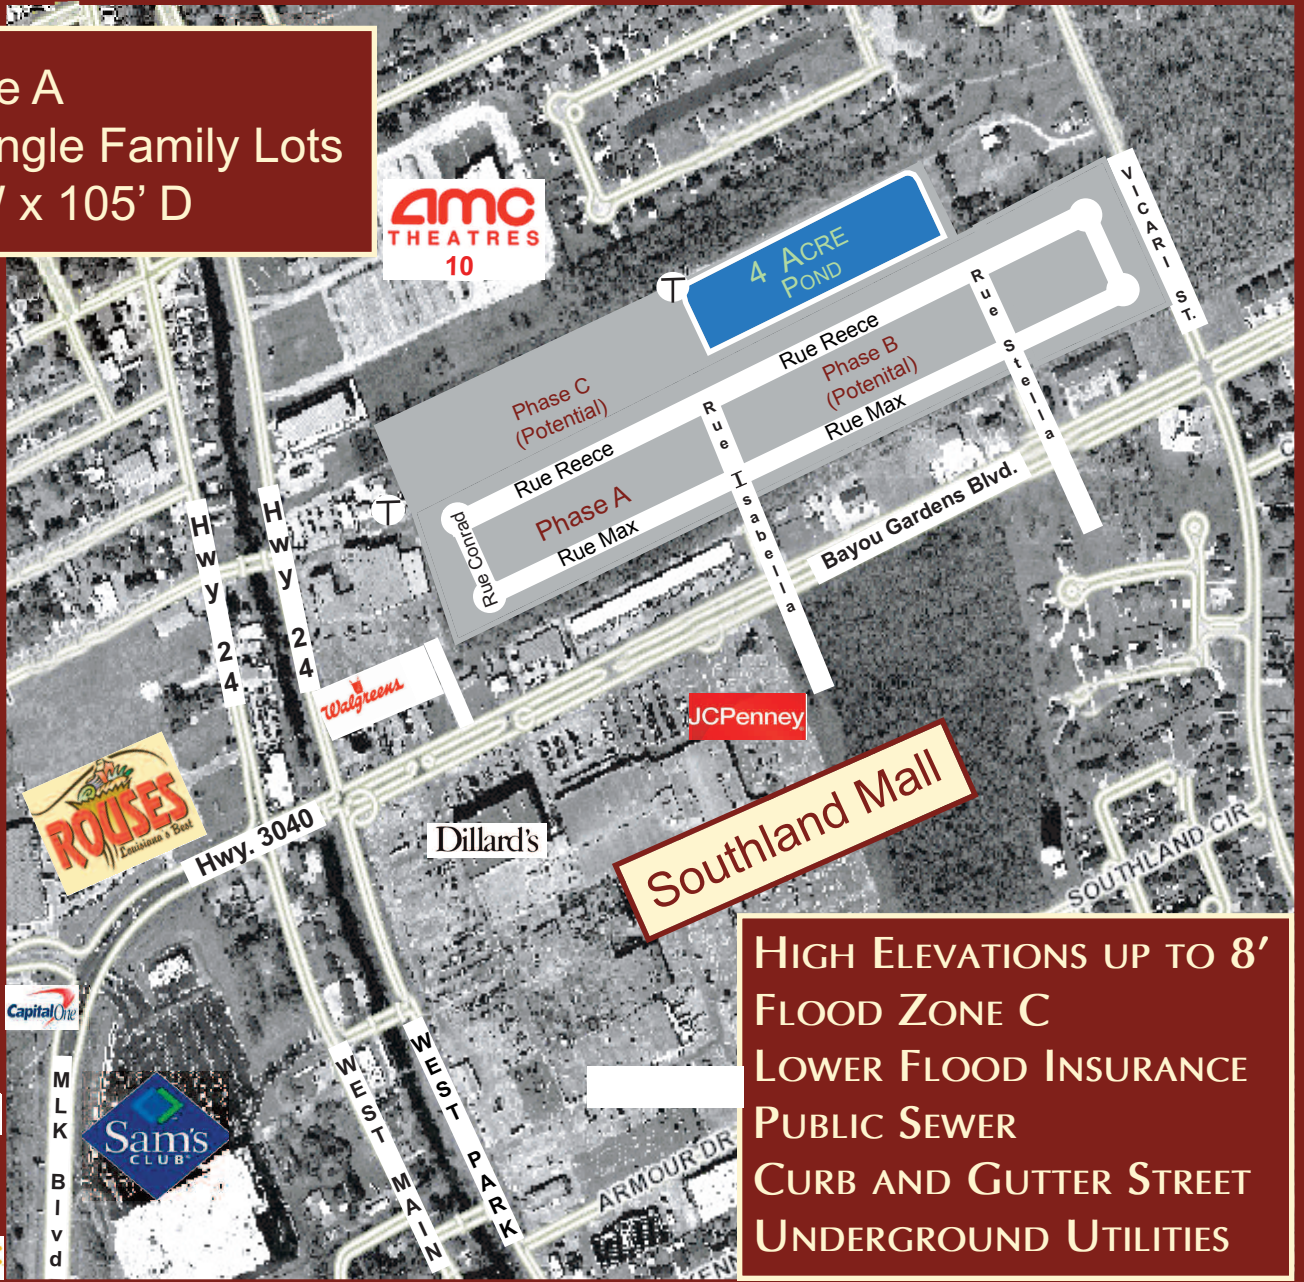 e A
ngle Family Lots
x 105’ D
AMC
THEATRES
10
4 ACRE
POND
VICARI ST.
Rue Reece
Phase B
(Potenital)
Rue Max
Rue Stella
Phase C
(Potential)
Rue Reece
Phase A
Rue Max
Rue Conrad
Rue Isabella
T
T
Bayou Gardens Blvd.
Hwy 24
Hwy 24
Walgreens
JCPenney
ROUSES
Louisiana's Best
Hwy. 3040
Dillard's
Southland Mall
SOUTHLAND CIR
CapitalOne
MLK Blvd
Sam's
CLUB
WEST MAIN
WEST PARK
ARMOUR DR
HIGH ELEVATIONS UP TO 8’
FLOOD ZONE C
LOWER FLOOD INSURANCE
PUBLIC SEWER
CURB AND GUTTER STREET
UNDERGROUND UTILITIES